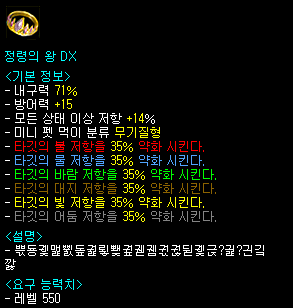 정령의 왕 DX
<기본 정보>
- 내구력 71%
- 방어력 +15
- 모든 상태 이상 저항 +14%
- 미니 펫 먹이 분류 무기질형
- 타깃의 불 저항을 35% 약화 시킨다.
- 타깃의 물 저항을 35% 약화 시킨다.
- 타깃의 바람 저항을 35% 약화 시킨다.
- 타깃의 대지 저항을 35% 약화 시킨다.
- 타깃의 빛 저항을 35% 약화 시킨다.
- 타깃의 어둠 저항을 35% 약화 시킨다.
<설명>
<요구 능력치>
- 레벨 550